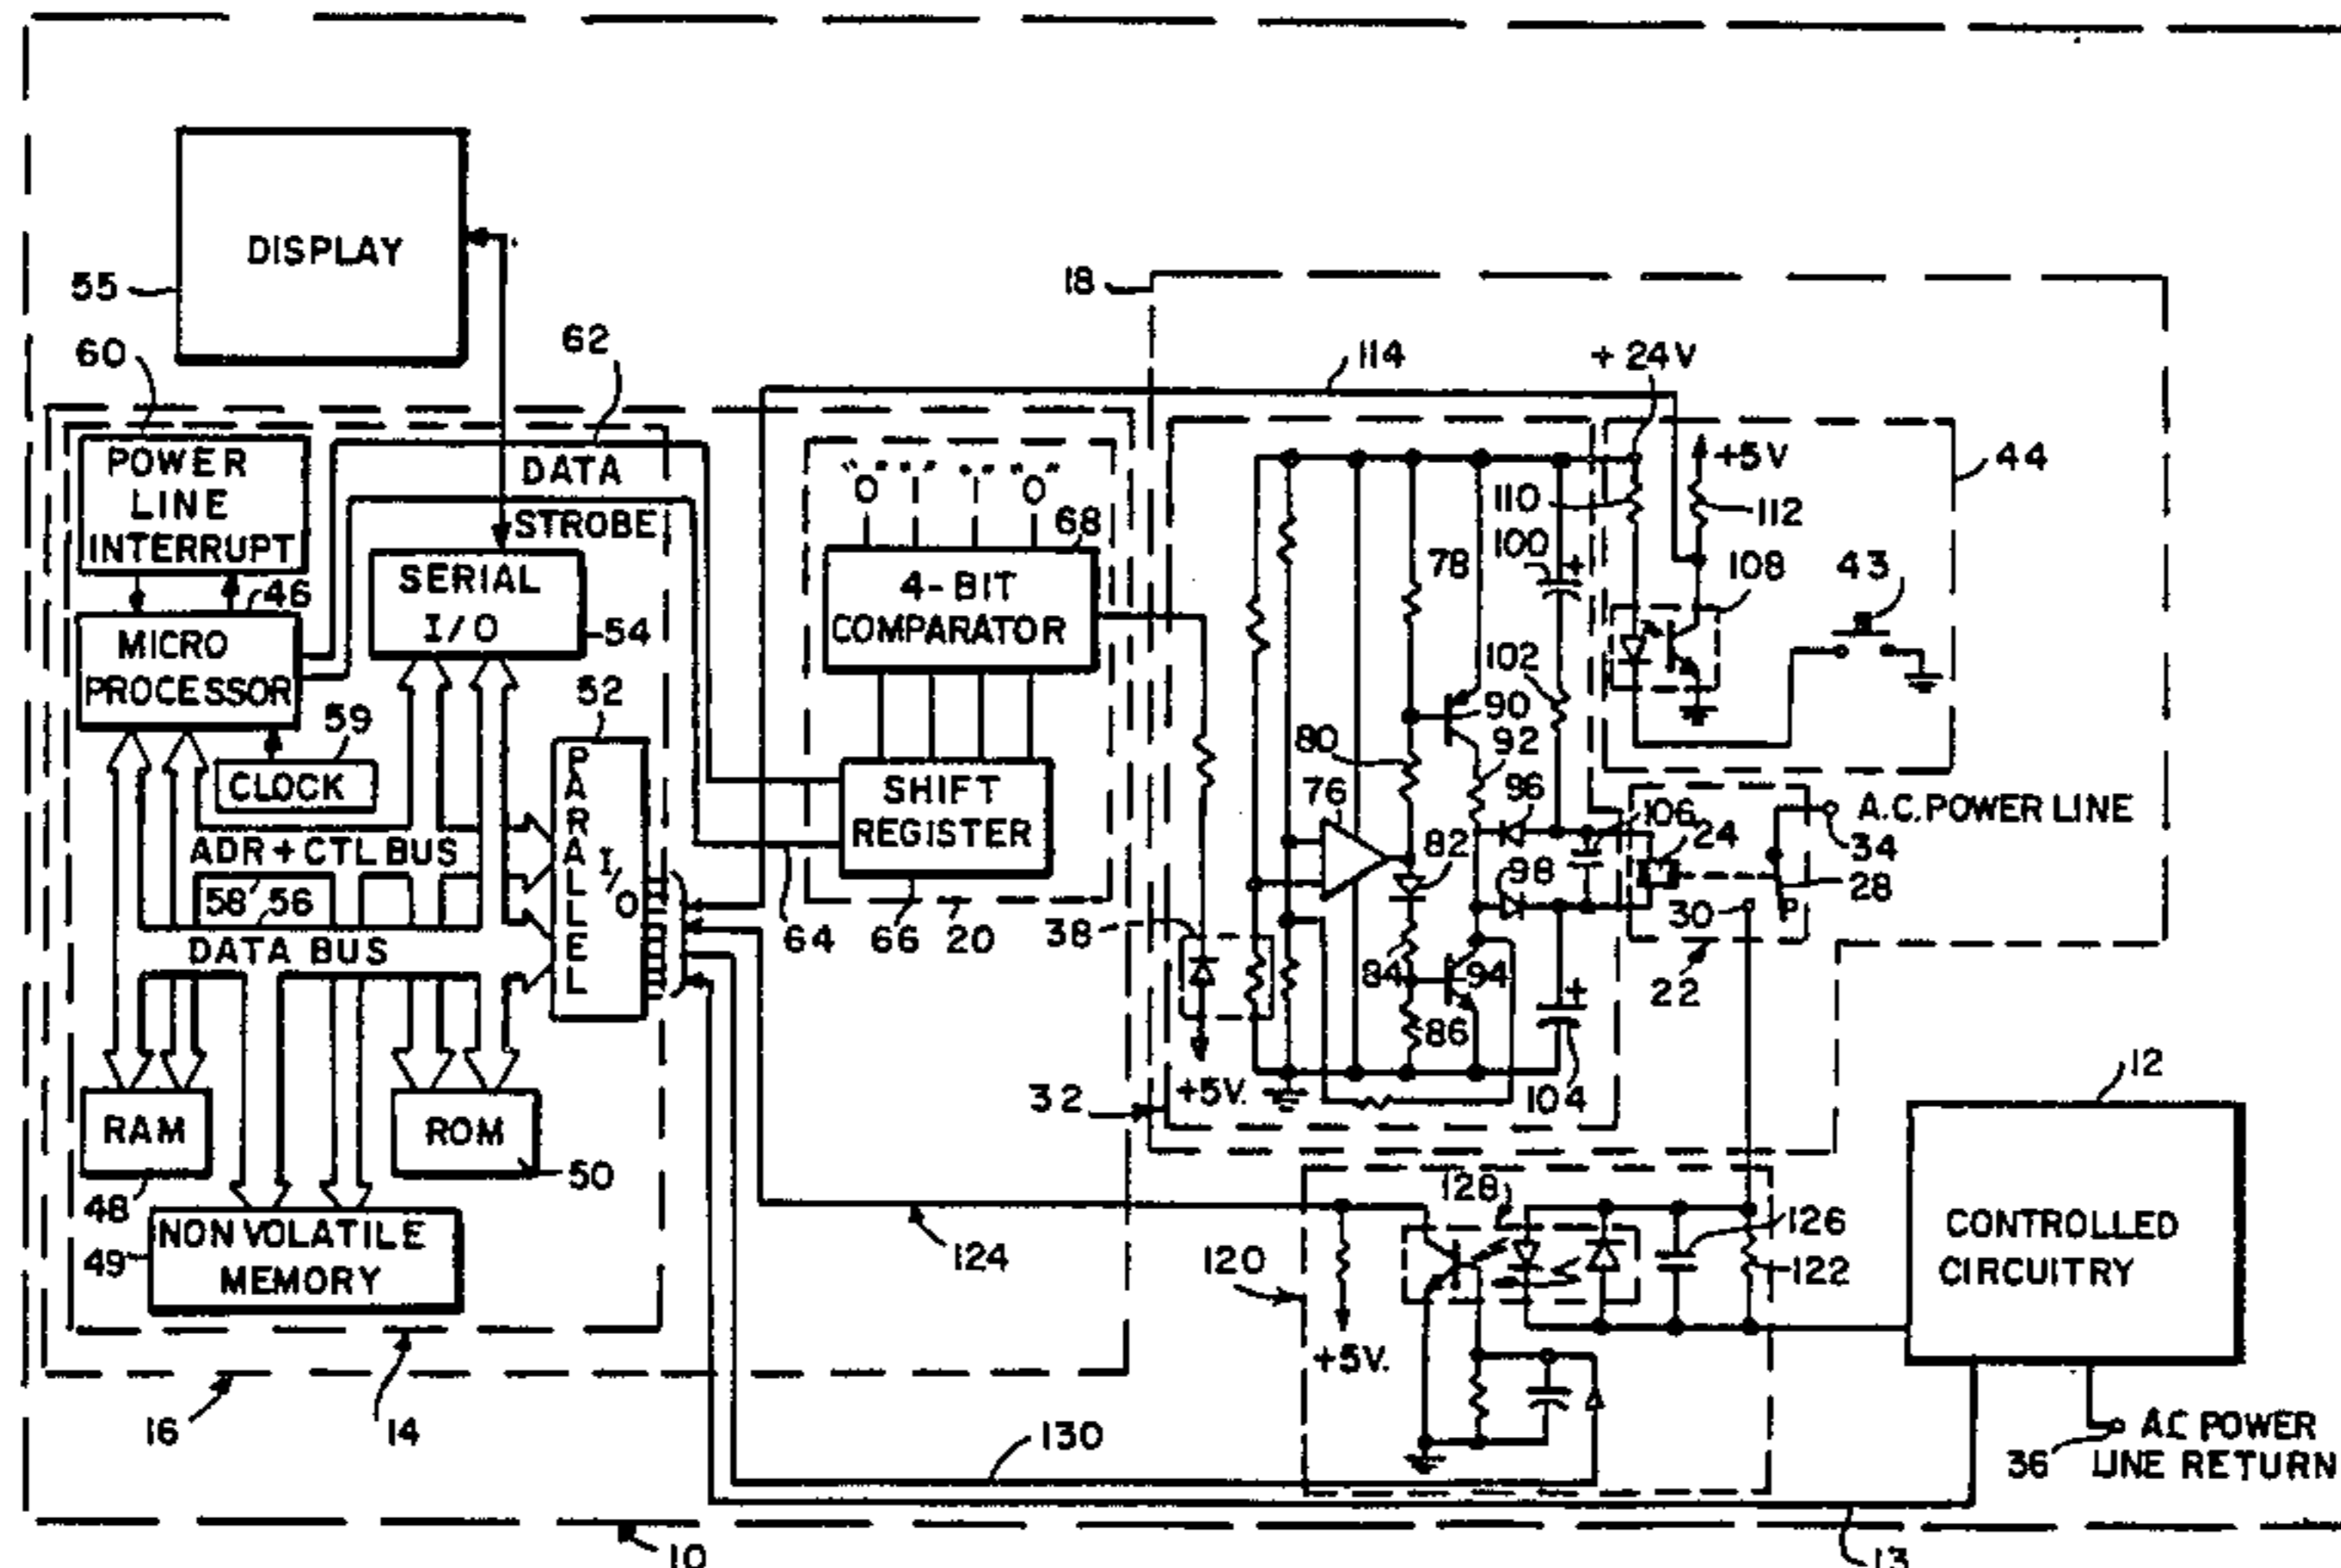 DISPLAY
55
60
62
18
114
+24V
POWER
LINE
INTERRUPT
DATA
STROBE
"0" "1" "1" "0"
68
110
100
+
78
+5V
112
44
46
SERIAL
I/O
54
4-BIT
COMPARATOR
108
43
MICRO
PROCESSOR
52
102
90
59
CLOCK
PARALLEL
I/O
SHIFT
REGISTER
80
92
76
96
106
A.C. POWER LINE
24
34
ADR + CTL BUS
82
98
28
58
56
64
66
20
38
30
DATA BUS
84
94
22
86
+
+5V.
32
104
12
RAM
ROM
50
48
128
NON VOLATILE
MEMORY
49
124
120
126
122
CONTROLLED
CIRCUITRY
+5V.
16
14
130
A.C POWER
LINE RETURN
36
10
13